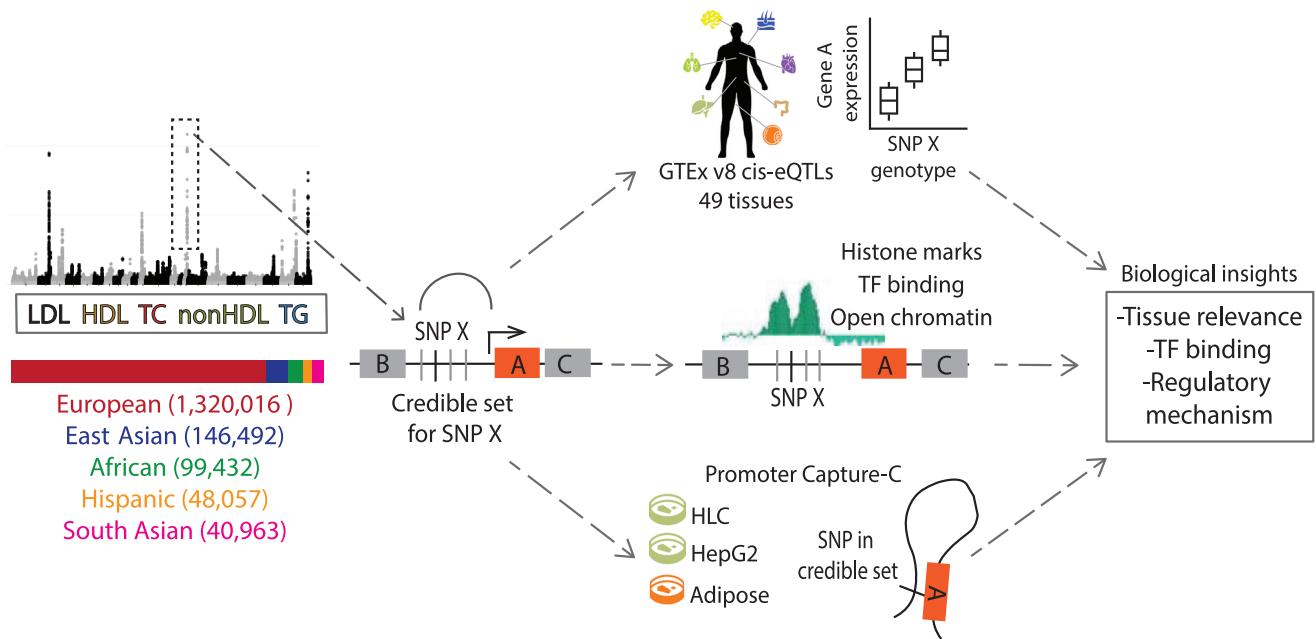 LDL HDL TC nonHDL TG
European (1,320,016 )
East Asian (146,492)
African (99,432)
Hispanic (48,057)
South Asian (40,963)
SNP X
B
A
C
Credible set
for SNP X
GTEx v8 cis-eQTLs
49 tissues
Gene A
expression
SNP X
genotype
Histone marks
TF binding
Open chromatin
B
A
C
SNP X
Promoter Capture-C
HLC
HepG2
Adipose
SNP in
credible set
A
Biological insights
-Tissue relevance
-TF binding
-Regulatory
mechanism